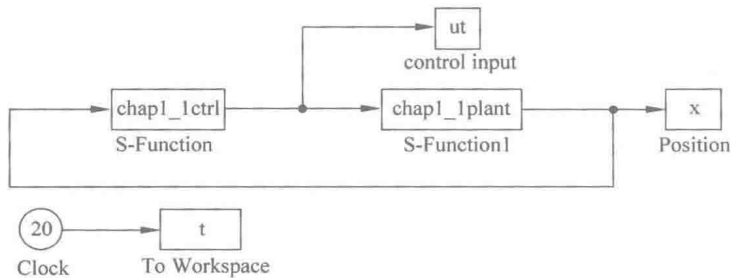 ut
control input
chap1_1ctrl
S-Function
chap1_1plant
S-Function1
x
Position
20
Clock
t
To Workspace